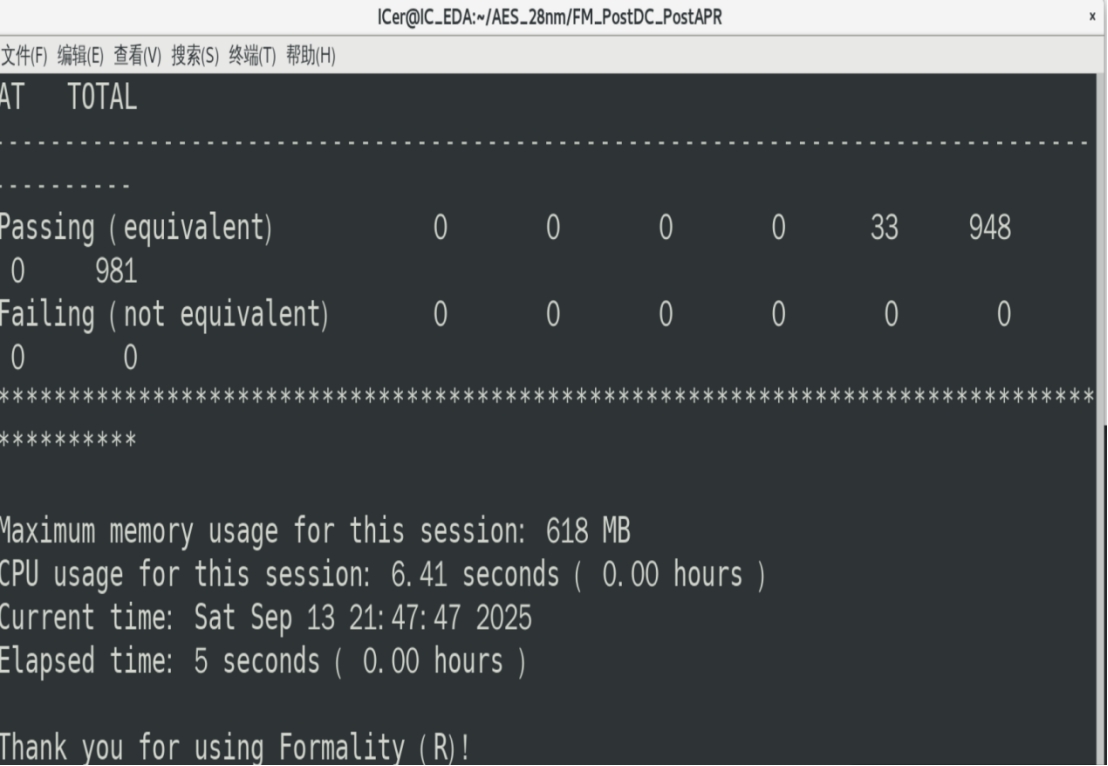 ICer@IC_EDA:~/AES_28nm/FM_PostDC_PostAPR x
文件(F) 编辑(E) 查看(V) 搜索(S) 终端(T) 帮助(H)
AT TOTAL
--------------------------------------------------------------------------------
----------
Passing (equivalent) 0 0 0 0 33 948
0 981
Failing (not equivalent) 0 0 0 0 0 0
0 0
********************************************************************************
**********
Maximum memory usage for this session: 618 MB
CPU usage for this session: 6.41 seconds ( 0.00 hours )
Current time: Sat Sep 13 21:47:47 2025
Elapsed time: 5 seconds ( 0.00 hours )
Thank you for using Formality (R)!